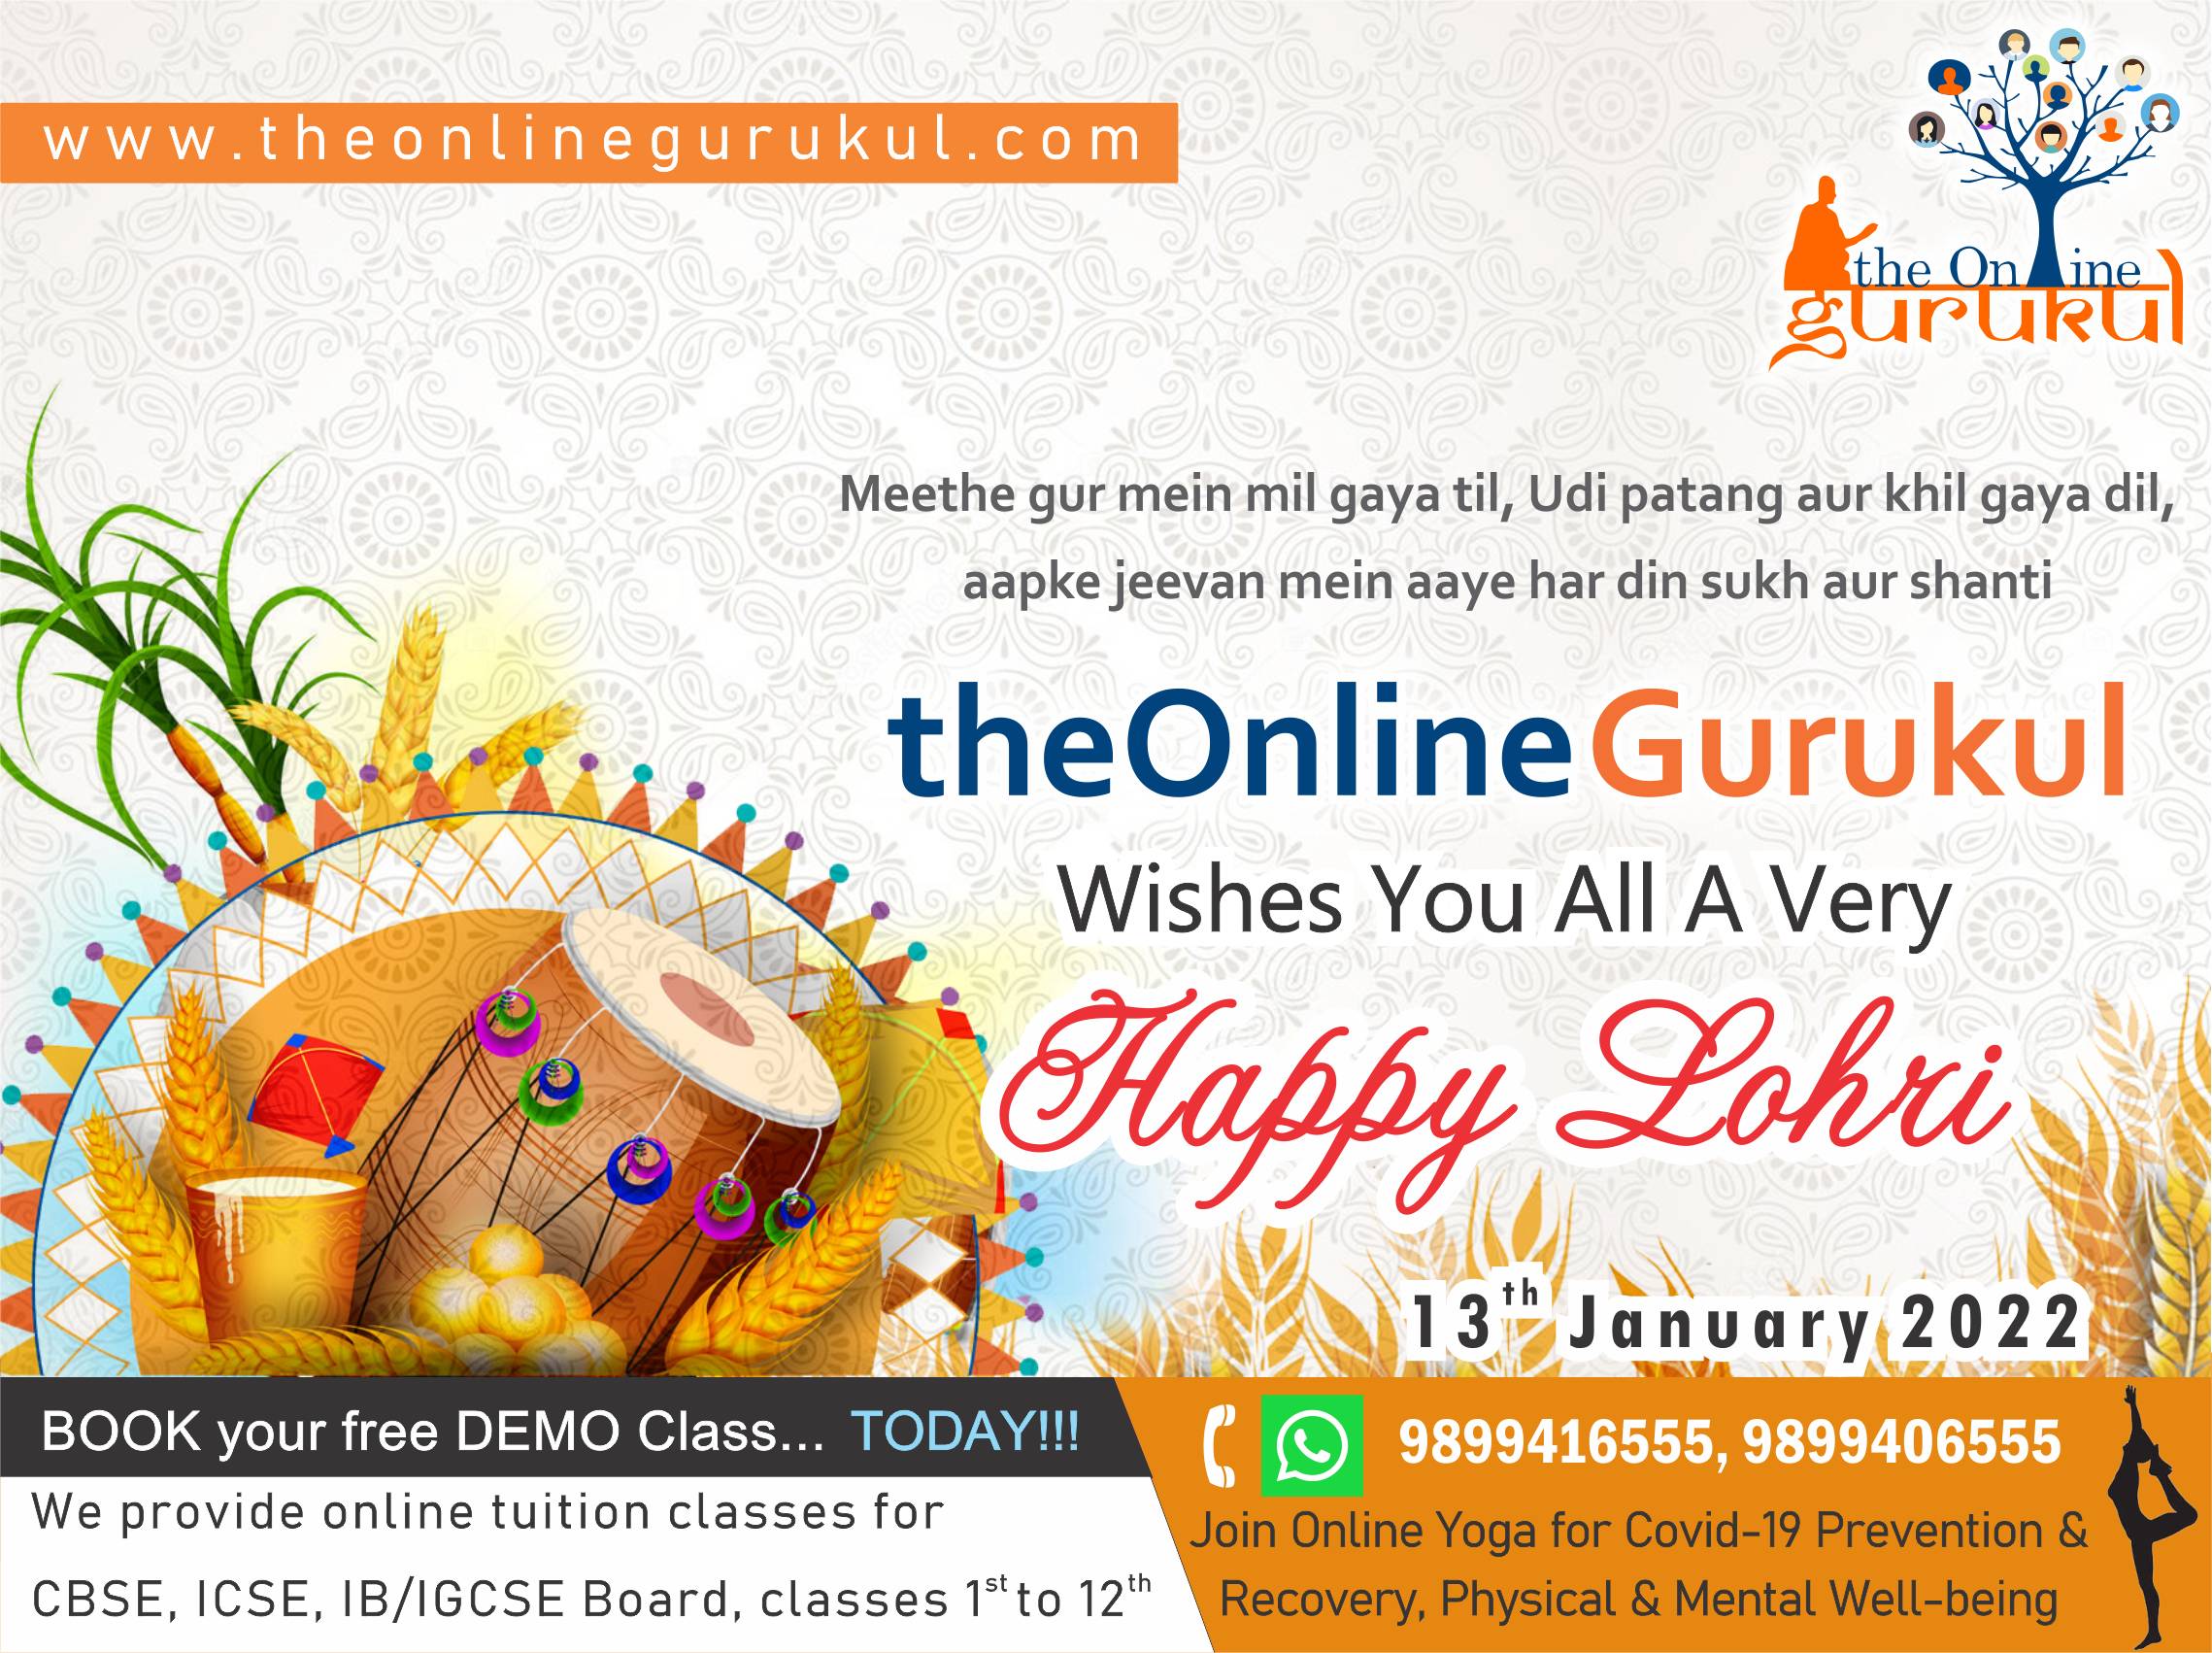 www.theonlinegurukul.com
the Online
gurukul
Meethe gur mein mil gaya til, Udi patang aur khil gaya dil,
aapke jeevan mein aaye har din sukh aur shanti
theOnlineGurukul
Wishes You All A Very
Happy Lohri
13th January 2022
BOOK your free DEMO Class... TODAY!!!
We provide online tuition classes for
CBSE, ICSE, IB/IGCSE Board, classes 1st to 12th
9899416555, 9899406555
Join Online Yoga for Covid-19 Prevention &
Recovery, Physical & Mental Well-being